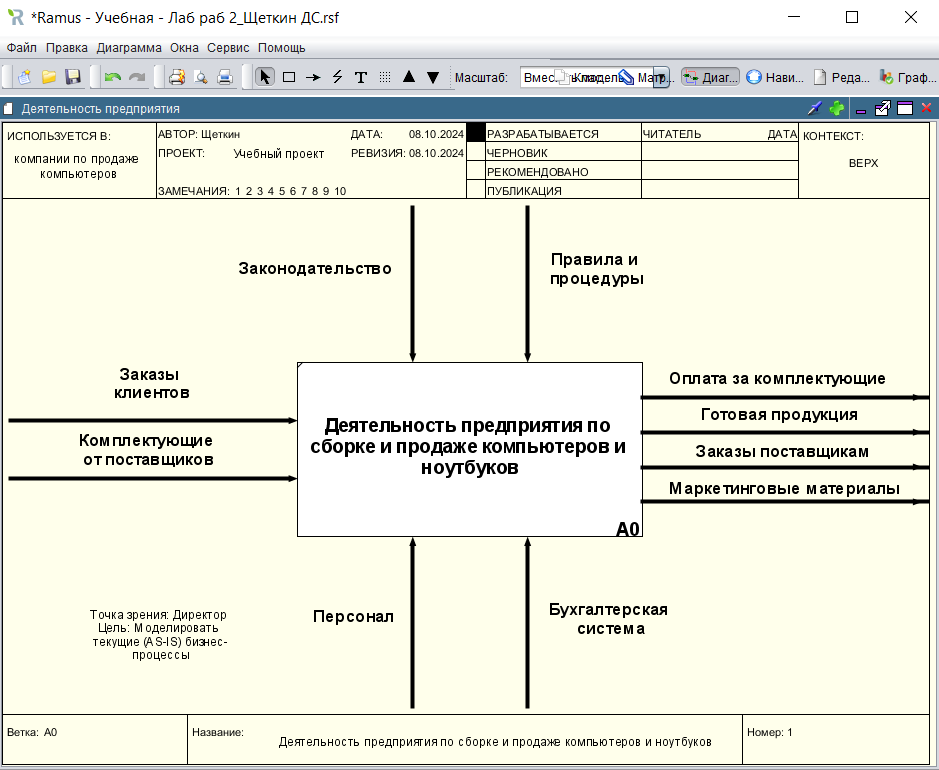 *Ramus - Учебная - Лаб раб 2_Щеткин ДС.rsf
Файл Правка Диаграмма Окна Сервис Помощь
Масштаб:
Диаг...
Нави...
Реда...
Граф...
Деятельность предприятия
ИСПОЛЬЗУЕТСЯ В:
компании по продаже
компьютеров
АВТОР: Щеткин
ДАТА: 08.10.2024
ПРОЕКТ: Учебный проект
РЕВИЗИЯ: 08.10.2024
ЗАМЕЧАНИЯ: 1 2 3 4 5 6 7 8 9 10
РАЗРАБАТЫВАЕТСЯ
ЧЕРНОВИК
РЕКОМЕНДОВАНО
ПУБЛИКАЦИЯ
ЧИТАТЕЛЬ
ДАТА
КОНТЕКСТ:
ВЕРХ
Законодательство
Правила и
процедуры
Заказы
клиентов
Комплектующие
от поставщиков
Деятельность предприятия по
сборке и продаже компьютеров и
ноутбуков
A0
Оплата за комплектующие
Готовая продукция
Заказы поставщикам
Маркетинговые материалы
Персонал
Бухгалтерская
система
Точка зрения: Директор
Цель: Моделировать
текущие (AS-IS) бизнес-
процессы
Ветка: A0
Название:
Деятельность предприятия по сборке и продаже компьютеров и ноутбуков
Номер: 1